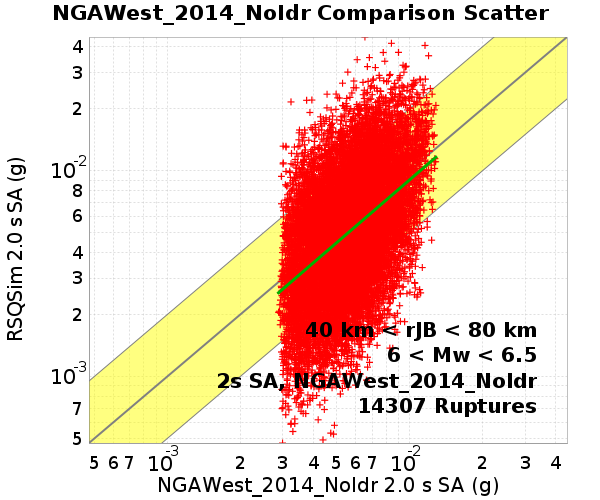 NGAWest_2014_NoIdr Comparison Scatter
4
3
2
10-2
8
6
4
3
2
10-3
7
5
RSQSim 2.0 s SA (g)
40 km < rJB < 80 km
6 < Mw < 6.5
2s SA, NGAWest_2014_NoIdr
14307 Ruptures
5 6 7 10-3 2 3 4 5 6 7 10-2 2 3 4
NGAWest_2014_NoIdr 2.0 s SA (g)